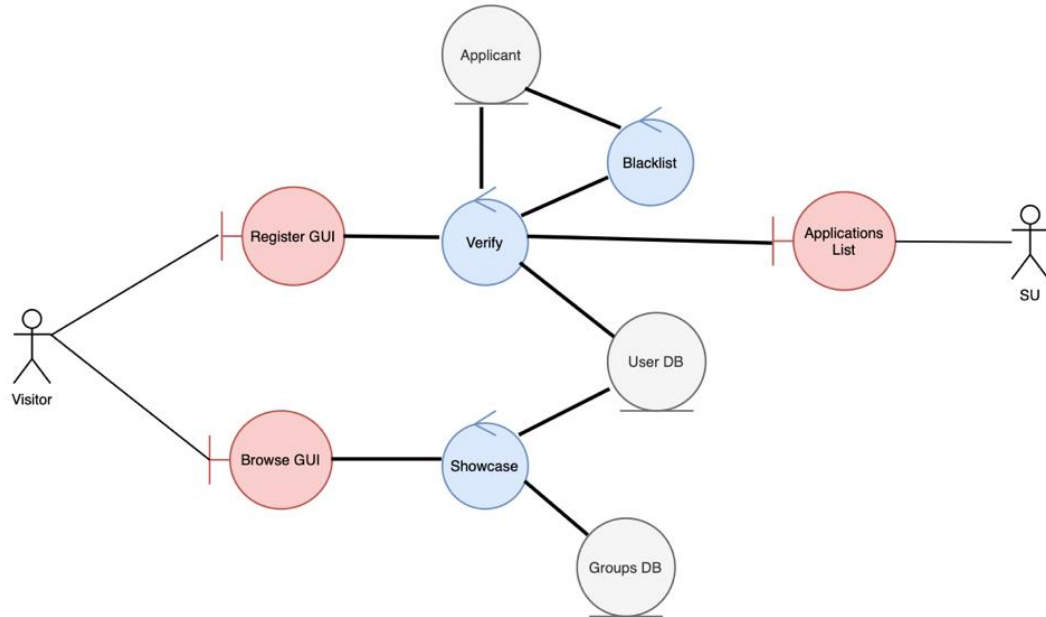 Applicant
Blacklist
Register GUI
Verify
Applications
List
SU
Visitor
User DB
Browse GUI
Showcase
Groups DB